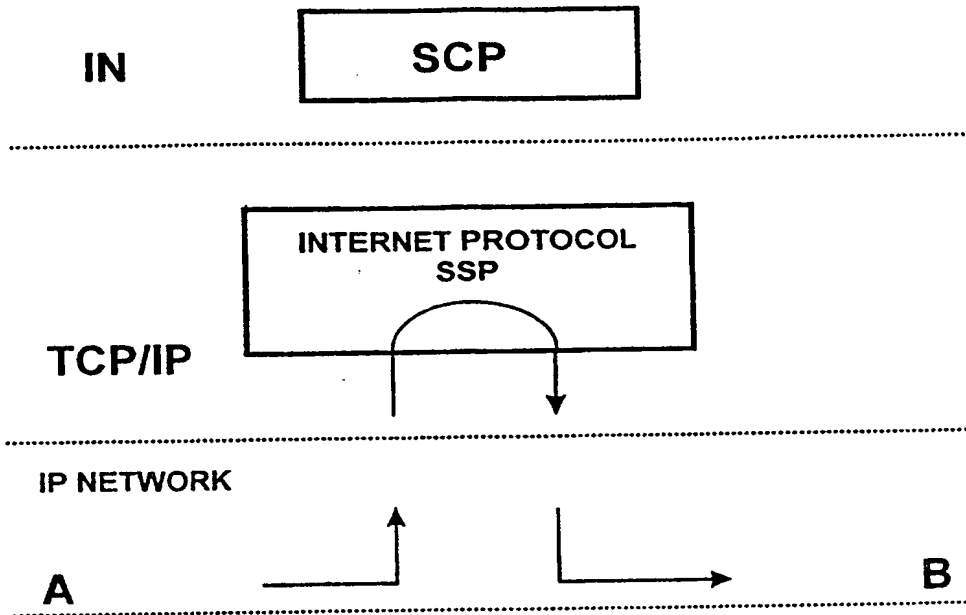 IN
SCP
INTERNET PROTOCOL
SSP
TCP/IP
IP NETWORK
A
B